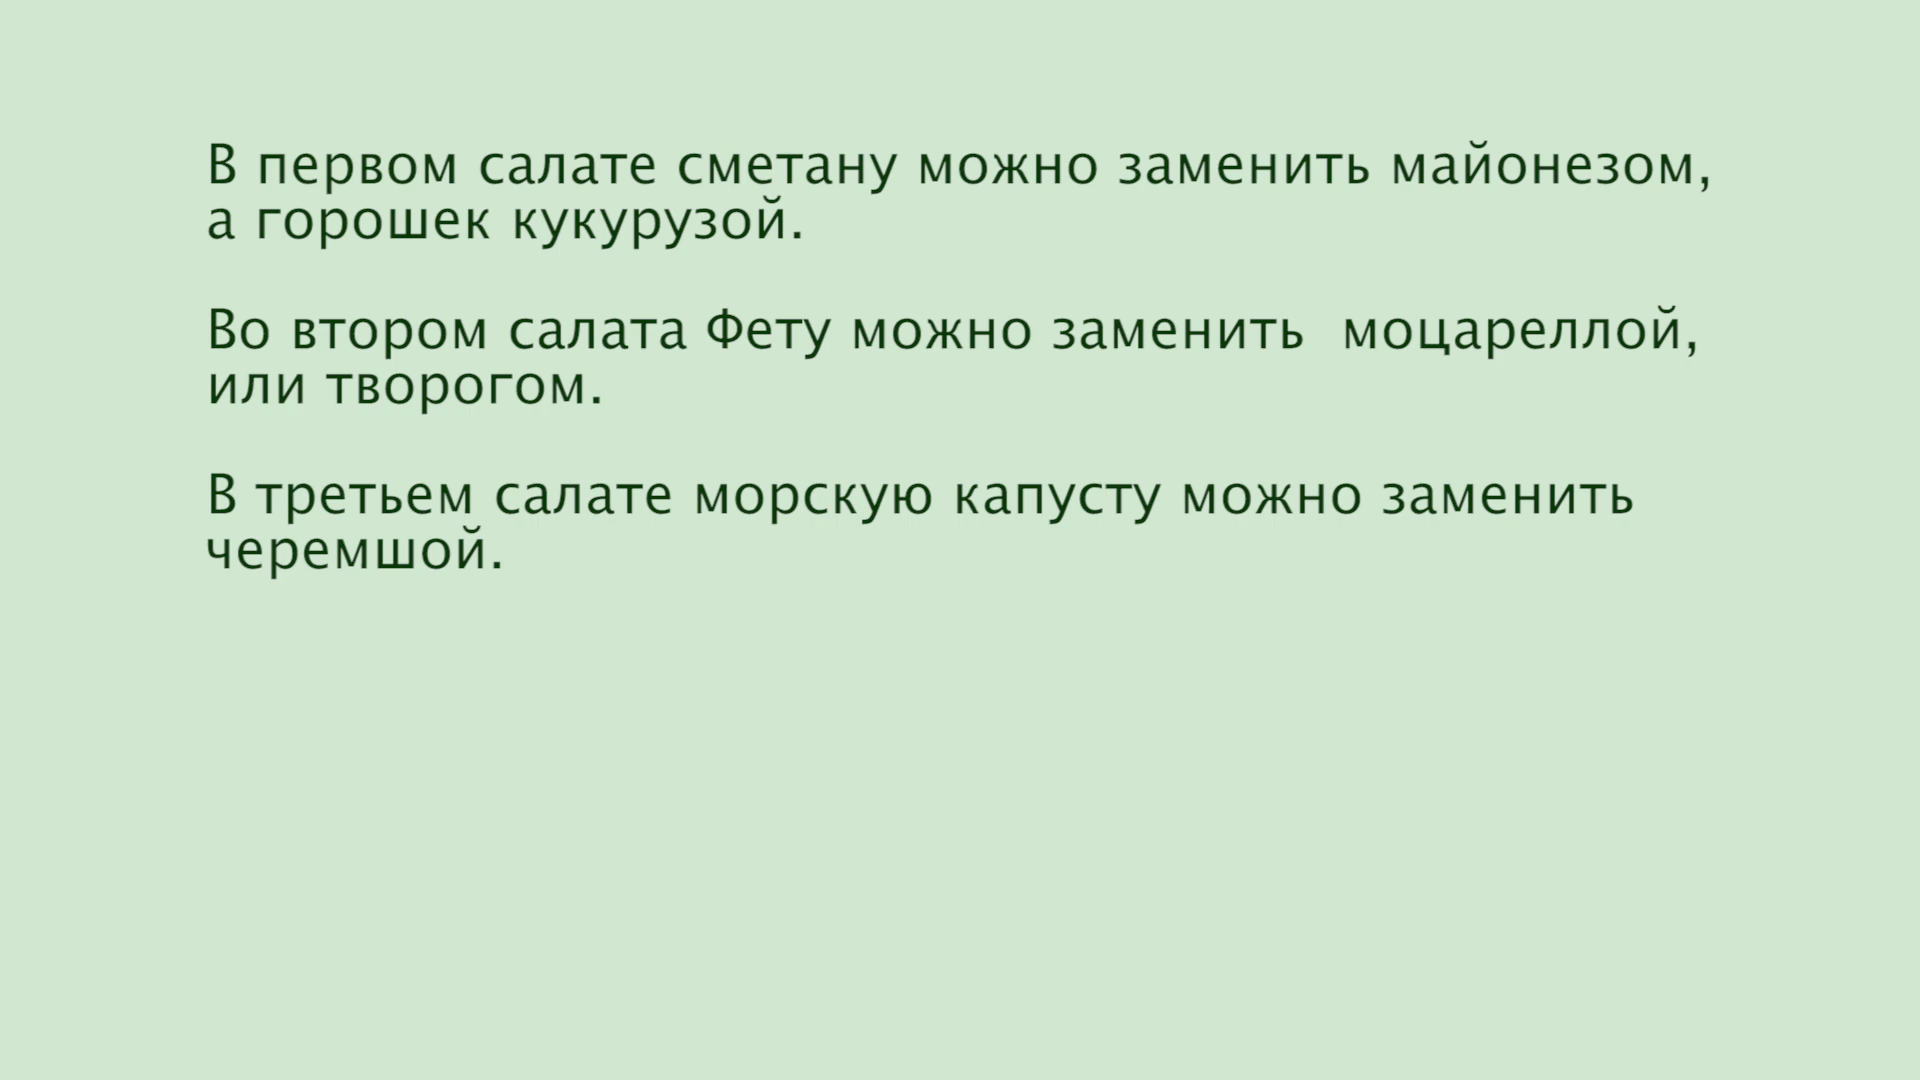 В первом салате сметану можно заменить майонезом,
а горошек кукурузой.
Во втором салата Фету можно заменить  моцареллой,
или творогом.
В третьем салате морскую капусту можно заменить
черемшой.